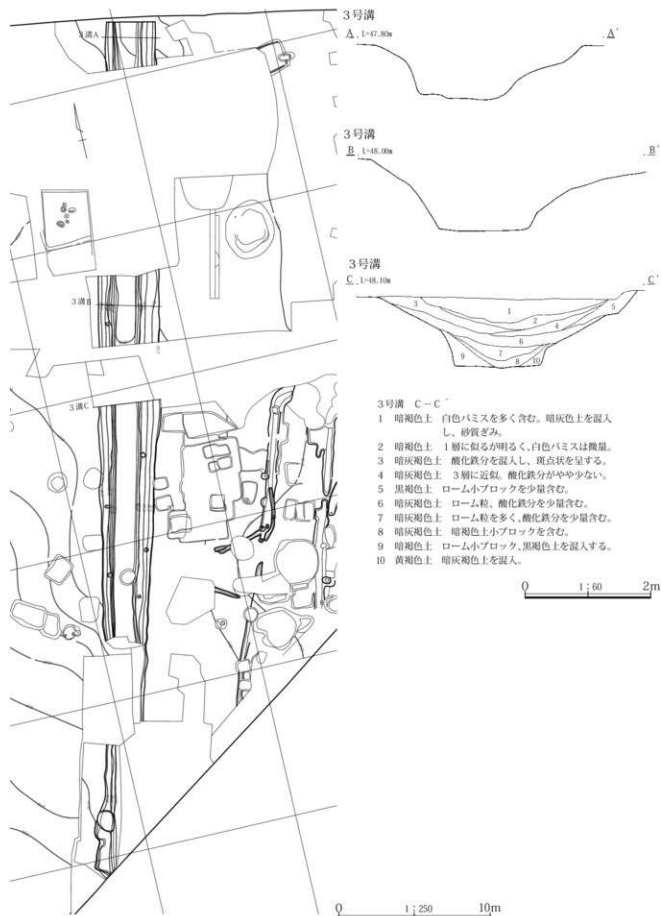 3溝A
3溝B
3溝C
3号溝
A L=47.80m A′
3号溝
B L=48.00m B′
3号溝
C L=48.10m C′
3 1 2 4 5 6 9 7 8 10
3号溝 C－C′
1 暗褐色土 白色パミスを多く含む。暗灰色土を混入
し、砂質ぎみ。
2 暗褐色土 1層に似るが明るく、白色パミスは微量。
3 暗灰褐色土 酸化鉄分を混入し、斑点状を呈する。
4 暗灰褐色土 3層に近似。酸化鉄分がやや少ない。
5 黒褐色土 ローム小ブロックを少量含む。
6 暗灰褐色土 ローム粒、酸化鉄分を少量含む。
7 暗灰褐色土 ローム粒を多く、酸化鉄分を少量含む。
8 暗灰褐色土 暗褐色土小ブロックを含む。
9 暗褐色土 ローム小ブロック、黒褐色土を混入する。
10 黄褐色土 暗灰褐色土を混入。
0 1:60 2m
0 1:250 10m